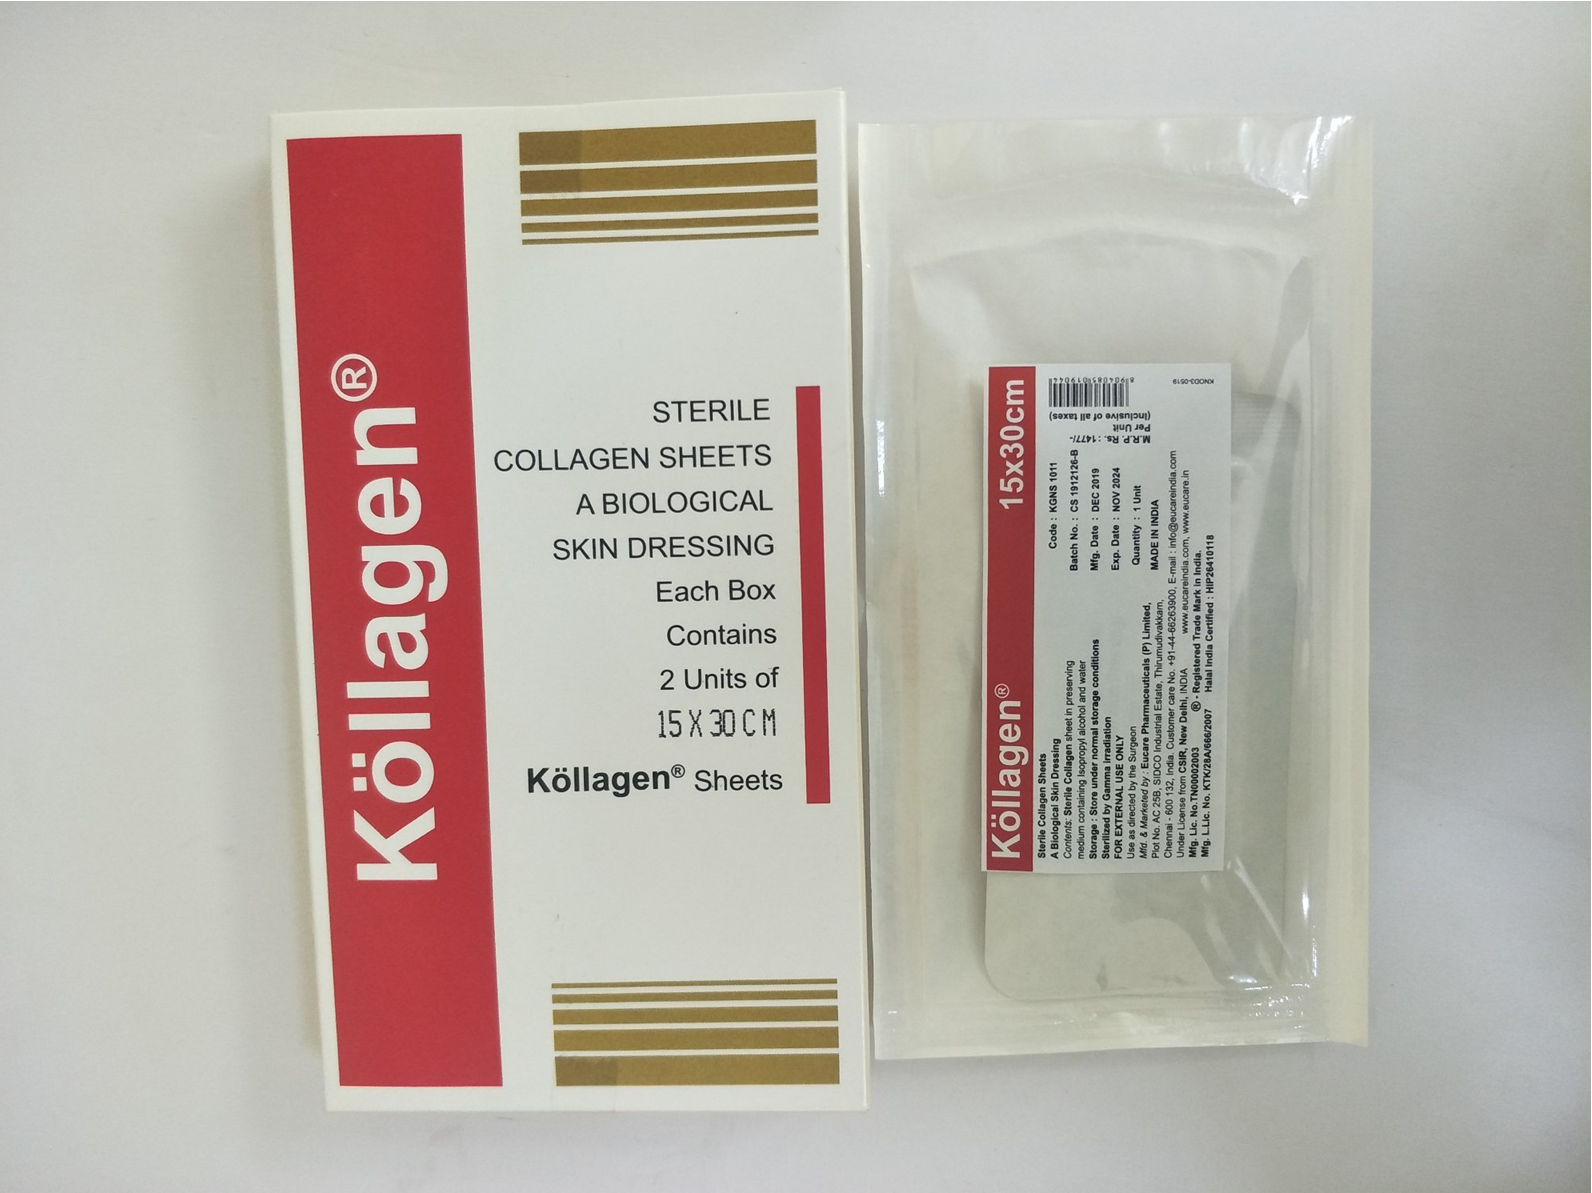 Köllagen®
STERILE
COLLAGEN SHEETS
A BIOLOGICAL
SKIN DRESSING
Each Box
Contains
2 Units of
15 X 30 CM
Köllagen® Sheets
Köllagen® 15x30cm
Sterile Collagen Sheets
A Biological Skin Dressing
Contents: Sterile Collagen sheet in preserving
medium containing Isopropyl alcohol and water
Storage : Store under normal storage conditions
Sterilized by Gamma Irradiation
FOR EXTERNAL USE ONLY
Use as directed by the Surgeon
Mfd. & Marketed by : Eucare Pharmaceuticals (P) Limited,
Plot No. AC 25B, SIDCO Industrial Estate, Thirumudivakkam,
Chennai - 600 132, India. Customer care No. +91-44-66263900, E-mail : info@eucareindia.com
Under License from CSIR, New Delhi, INDIA www.eucareindia.com, www.eucare.in
Mfg. Lic. No.TN00002003 ® - Registered Trade Mark in India.
Mfg. L.Lic. No. KTK/28A/666/2007 Halal India Certified : HIP26410118
Code : KGNS 1011
Batch No. : CS 1912126-B
Mfg. Date : DEC 2019
Exp. Date : NOV 2024
Quantity : 1 Unit
MADE IN INDIA
M.R.P. Rs. : 1477/-
Per Unit
(Inclusive of all taxes)
8904085019044
KNOD3-0519